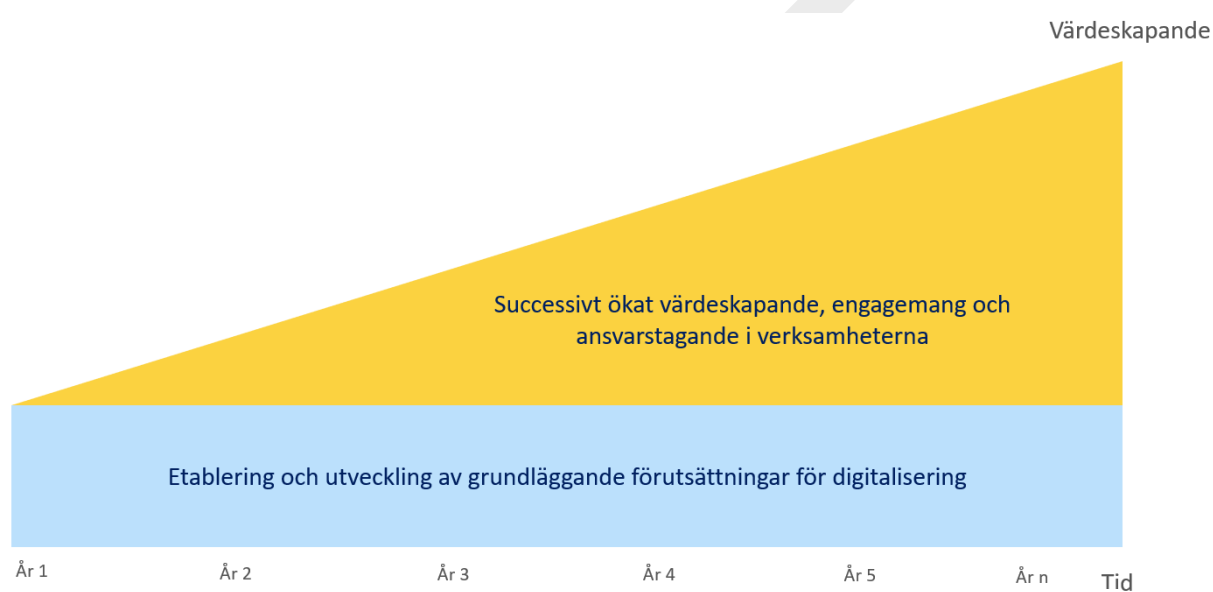 Värdeskapande
Successivt ökat värdeskapande, engagemang och
ansvarstagande i verksamheterna
Etablering och utveckling av grundläggande förutsättningar för digitalisering
År 1
År 2
År 3
År 4
År 5
År n
Tid